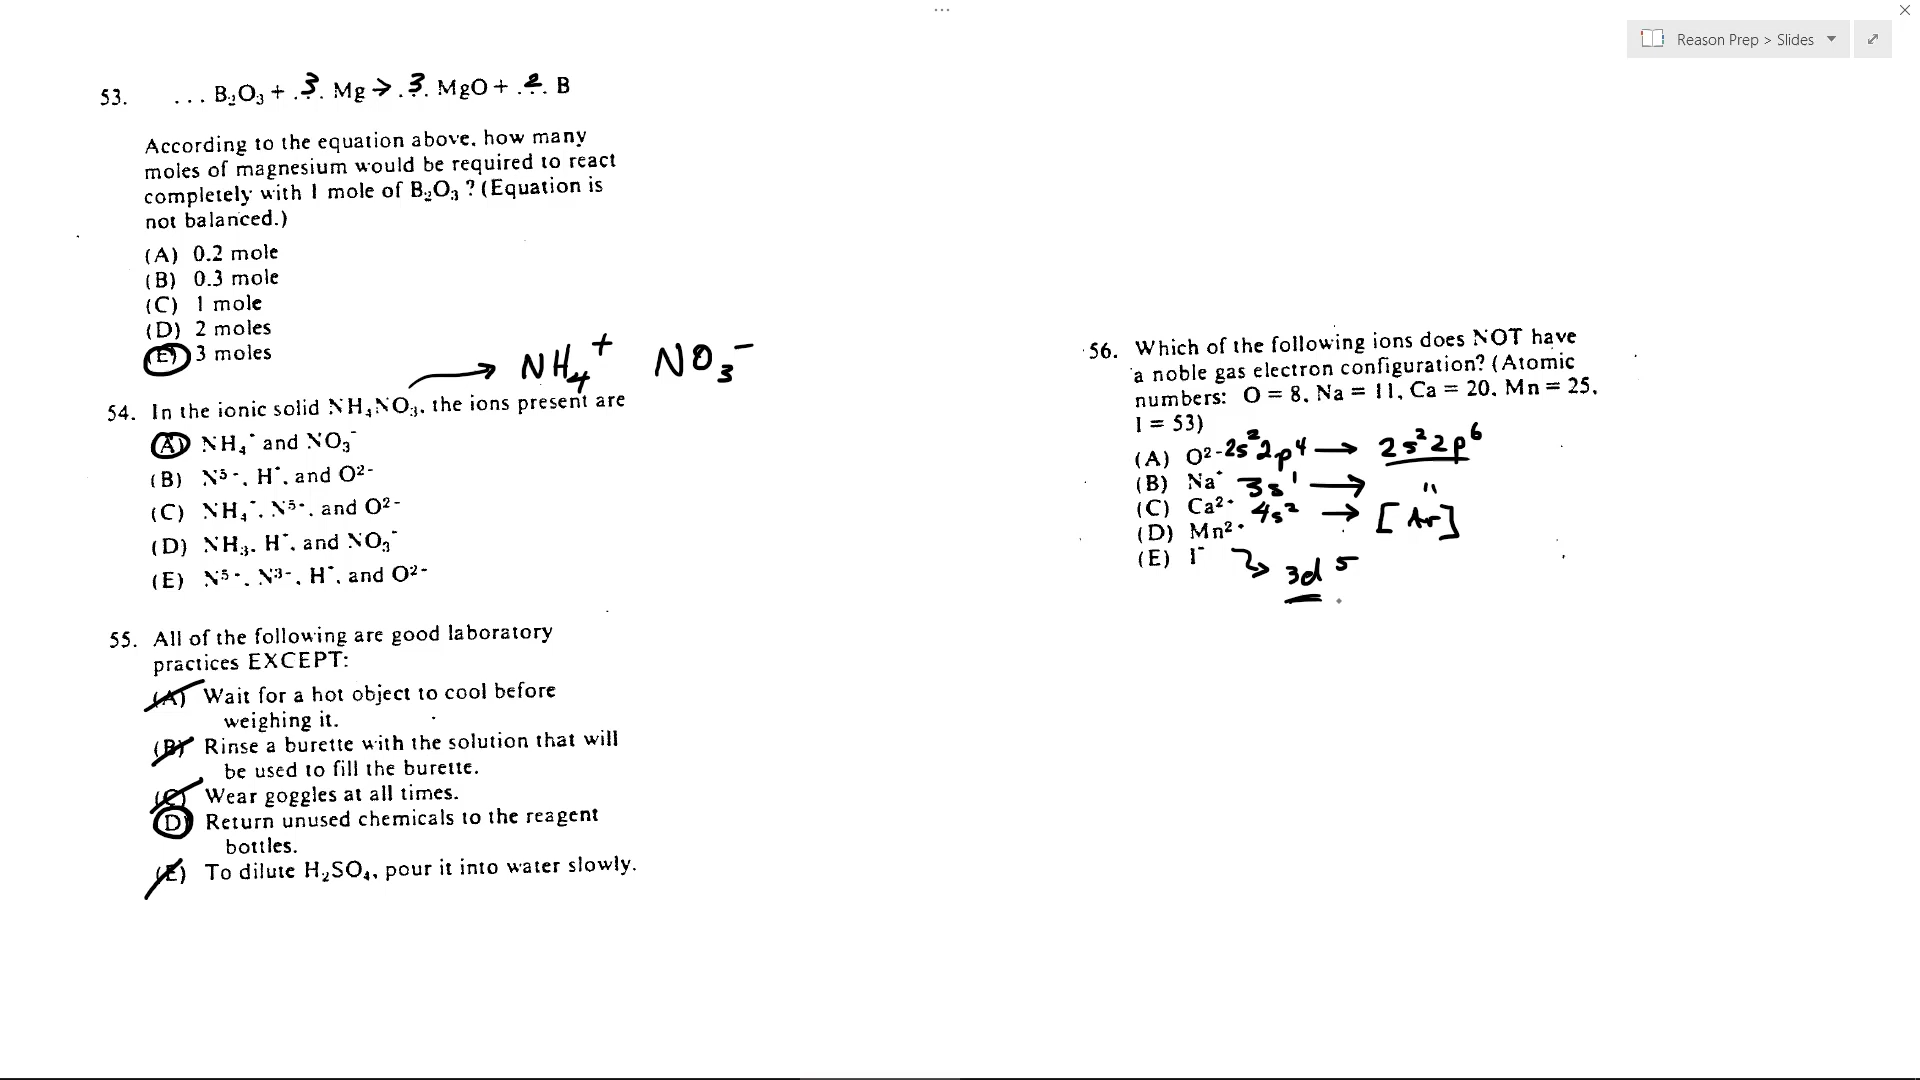 Reason Prep > Slides
53. ... B₂O₃ + .3. Mg → .3. MgO + .2. B
According to the equation above, how many
moles of magnesium would be required to react
completely with 1 mole of B₂O₃ ? (Equation is
not balanced.)
(A) 0.2 mole
(B) 0.3 mole
(C) 1 mole
(D) 2 moles
(E) 3 moles
→ NH₄⁺ NO₃⁻
54. In the ionic solid NH₄NO₃, the ions present are
(A) NH₄⁺ and NO₃⁻
(B) N⁵⁻, H⁺, and O²⁻
(C) NH₄⁺, N⁵⁺, and O²⁻
(D) NH₃, H⁺, and NO₃⁻
(E) N⁵⁺, N³⁻, H⁺, and O²⁻
55. All of the following are good laboratory
practices EXCEPT:
(A) Wait for a hot object to cool before
weighing it.
(B) Rinse a burette with the solution that will
be used to fill the burette.
(C) Wear goggles at all times.
(D) Return unused chemicals to the reagent
bottles.
(E) To dilute H₂SO₄, pour it into water slowly.
56. Which of the following ions does NOT have
a noble gas electron configuration? (Atomic
numbers: O = 8, Na = 11, Ca = 20, Mn = 25,
I = 53)
(A) O²⁻ 2s²2p⁴ → 2s²2p⁶
(B) Na⁺ 3s¹ → "
(C) Ca²⁺ 4s² → [Ar]
(D) Mn²⁺
(E) I⁻ → 3d⁵